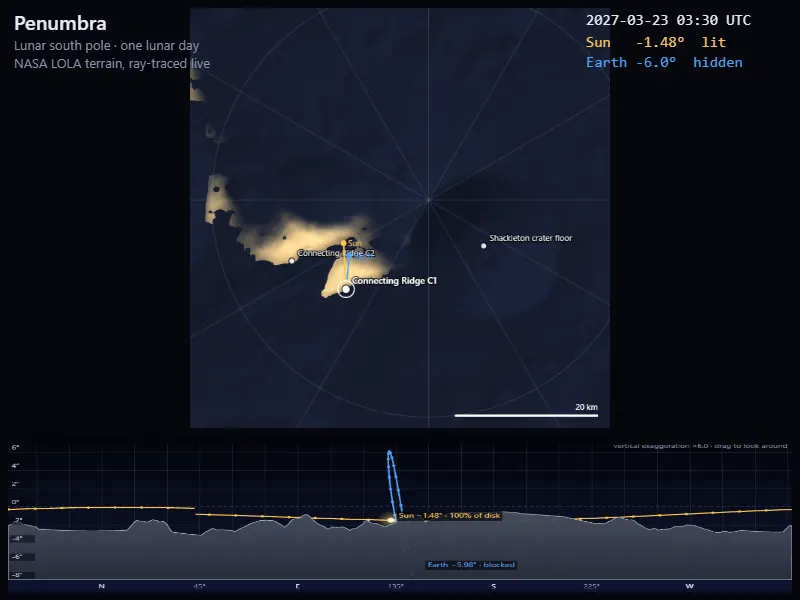 Penumbra
Lunar south pole · one lunar day
NASA LOLA terrain, ray-traced live
2027-03-23 03:30 UTC
Sun -1.48° lit
Earth -6.0° hidden
Shackleton crater floor
Sun
Connecting Ridge C2
Connecting Ridge C1
20 km
vertical exaggeration ×6.0 · drag to look around
6°
4°
2°
0°
-2°
-4°
-6°
-8°
Sun −1.48° · 100% of disk
Earth −5.98° · blocked
N 45° E 135° S 225° W